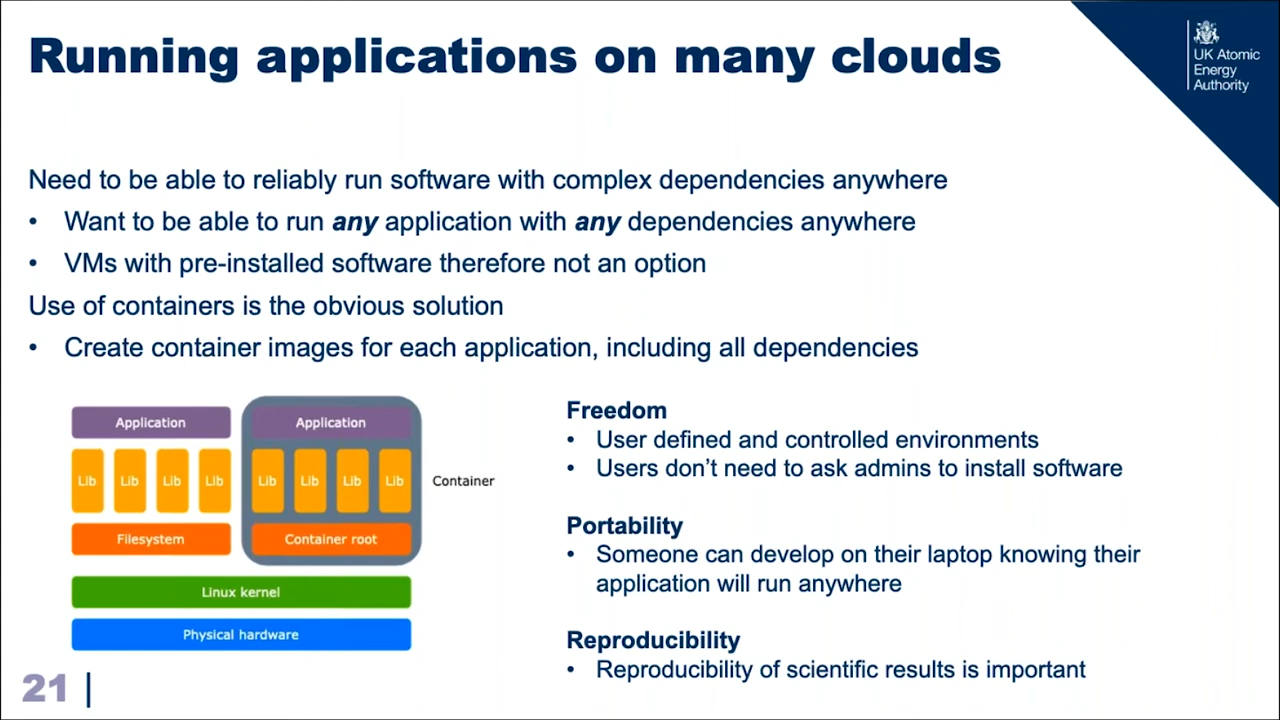 Running applications on many clouds
UK Atomic
Energy
Authority
Need to be able to reliably run software with complex dependencies anywhere
• Want to be able to run any application with any dependencies anywhere
• VMs with pre-installed software therefore not an option
Use of containers is the obvious solution
• Create container images for each application, including all dependencies
Application
Lib Lib Lib Lib
Filesystem
Application
Lib Lib Lib Lib
Container root
Container
Linux kernel
Physical hardware
Freedom
• User defined and controlled environments
• Users don't need to ask admins to install software
Portability
• Someone can develop on their laptop knowing their
application will run anywhere
Reproducibility
• Reproducibility of scientific results is important
21